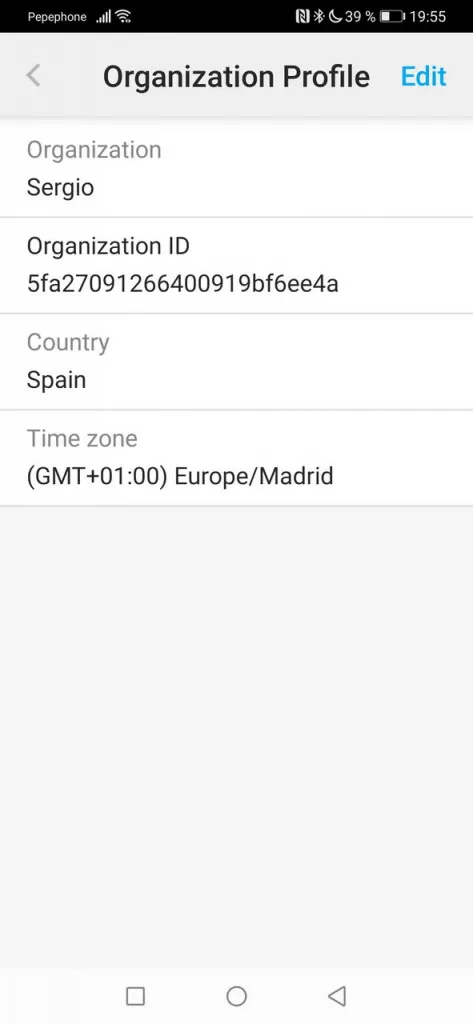 Pepephone 39 % 19:55
Organization Profile Edit
Organization
Sergio
Organization ID
5fa27091266400919bf6ee4a
Country
Spain
Time zone
(GMT+01:00) Europe/Madrid